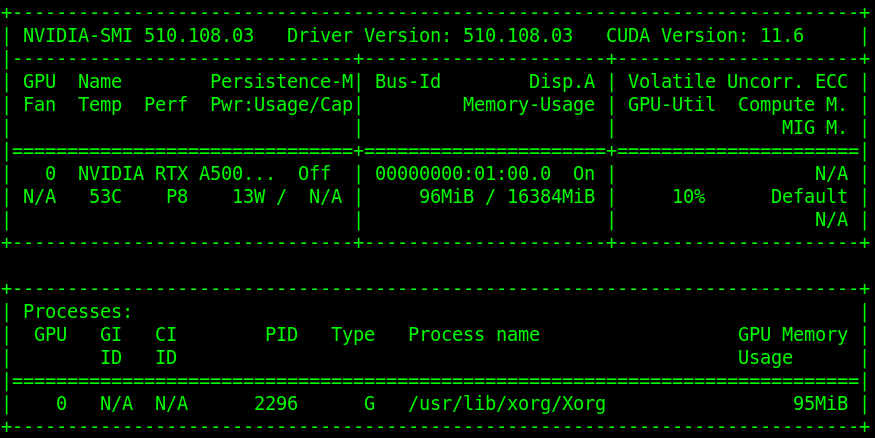 +-----------------------------------------------------------------------------+
| NVIDIA-SMI 510.108.03   Driver Version: 510.108.03   CUDA Version: 11.6     |
|-------------------------------+----------------------+----------------------+
| GPU  Name        Persistence-M| Bus-Id        Disp.A | Volatile Uncorr. ECC |
| Fan  Temp  Perf  Pwr:Usage/Cap|         Memory-Usage | GPU-Util  Compute M. |
|                               |                      |               MIG M. |
|===============================+======================+======================|
|   0  NVIDIA RTX A500...  Off  | 00000000:01:00.0  On |                  N/A |
| N/A   53C    P8    13W /  N/A |     96MiB / 16384MiB |     10%      Default |
|                               |                      |                  N/A |
+-------------------------------+----------------------+----------------------+

+-----------------------------------------------------------------------------+
| Processes:                                                                  |
|  GPU   GI   CI        PID   Type   Process name                  GPU Memory |
|        ID   ID                                                   Usage      |
|=============================================================================|
|    0   N/A  N/A      2296      G   /usr/lib/xorg/Xorg                 95MiB |
+-----------------------------------------------------------------------------+